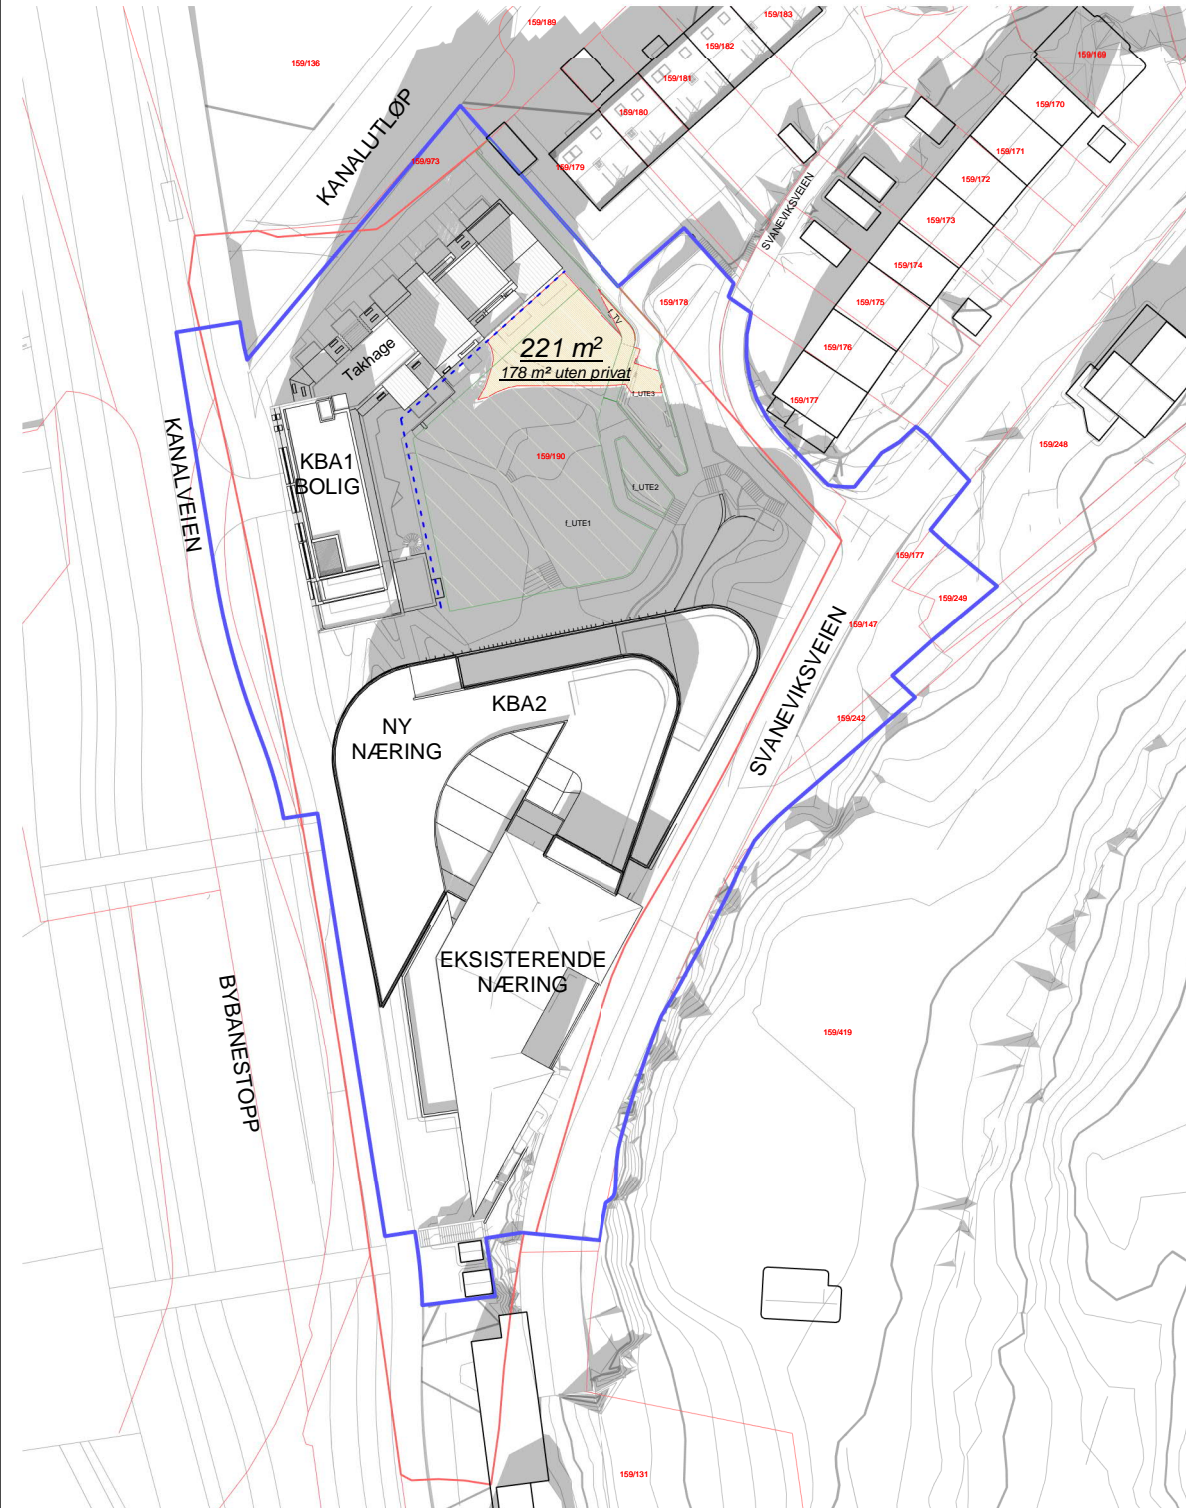 159/183
159/189
159/182
159/136
159/169
159/181
159/170
159/180
KANALUTLØP
159/171
159/973
159/179
159/172
SVANEVIKSVEIEN
159/173
159/174
159/178
159/175
f_TV
221 m²
178 m² uten privat
Takhage
159/176
f_UTE3
159/177
159/248
159/190
KBA1
BOLIG
KANALVEIEN
f_UTE2
f_UTE1
159/177
159/249
159/147
SVANEVIKSVEIEN
KBA2
159/242
NY
NÆRING
EKSISTERENDE
NÆRING
BYBANESTOPP
159/419
159/131